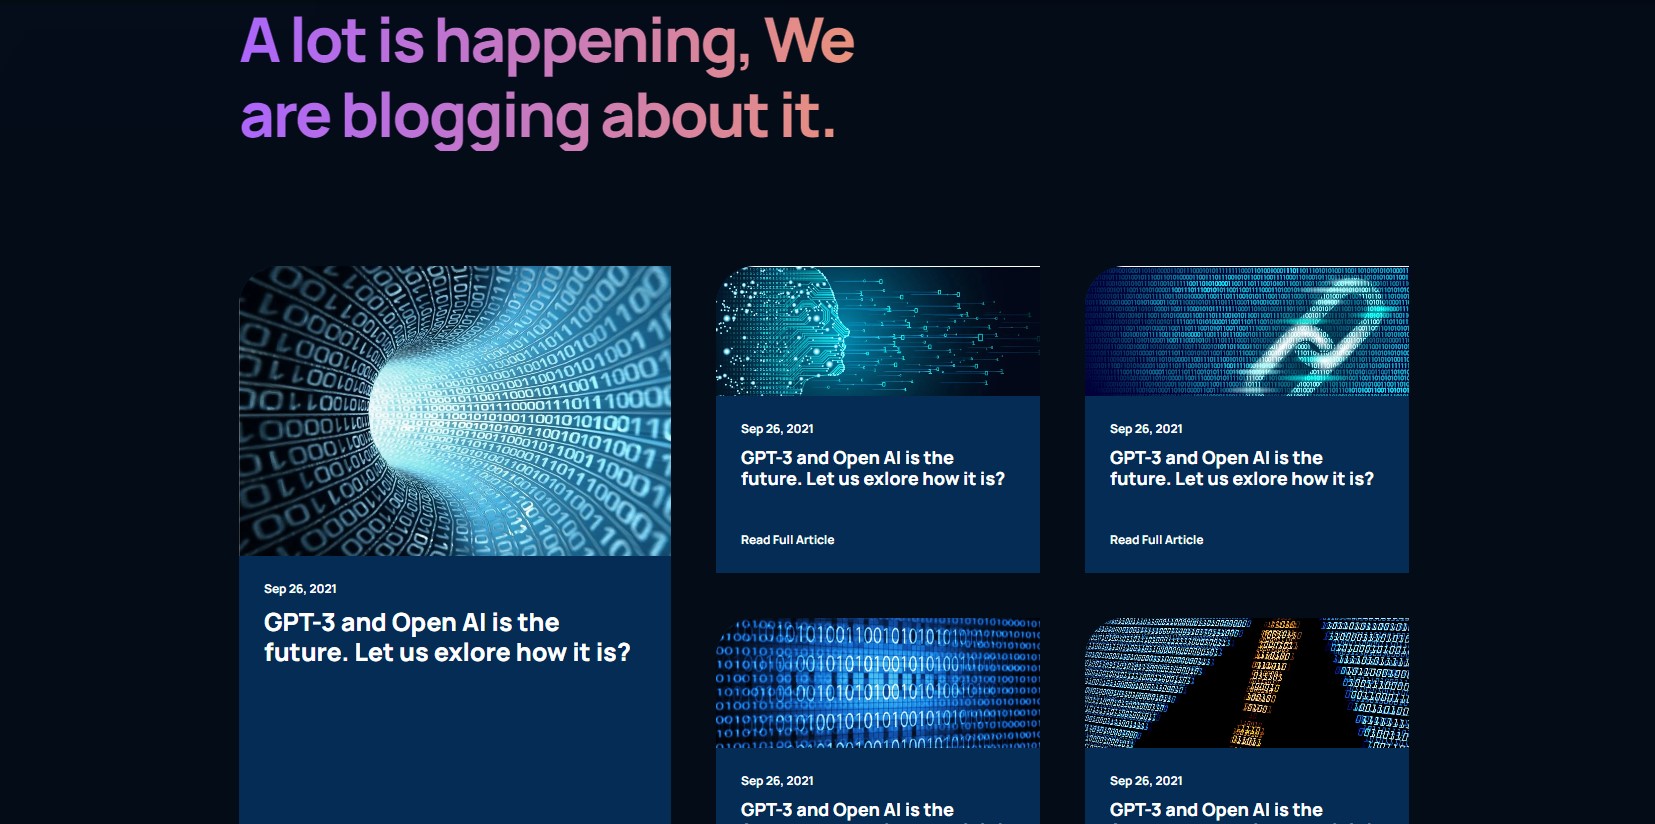 A lot is happening, We
are blogging about it.
Sep 26, 2021
GPT-3 and Open AI is the
future. Let us exlore how it is?
Sep 26, 2021
GPT-3 and Open AI is the
future. Let us exlore how it is?
Read Full Article
Sep 26, 2021
GPT-3 and Open AI is the
future. Let us exlore how it is?
Read Full Article
Sep 26, 2021
GPT-3 and Open AI is the
Sep 26, 2021
GPT-3 and Open AI is the